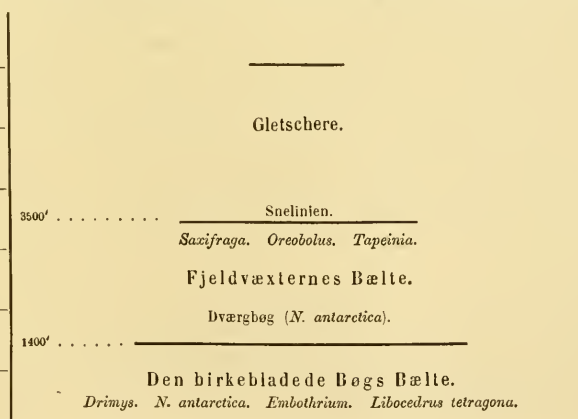 Gletschere.
3500' . . . . . . . . . Snelinien.
Saxifraga. Oreobolus. Tapeinia.
Fjeldvæxternes Bælte.
Dværgbøg (N. antarctica).
1400' . . . . . .
Den birkebladede Bøgs Bælte.
Drimys. N. antarctica. Embothrium. Libocedrus tetragona.